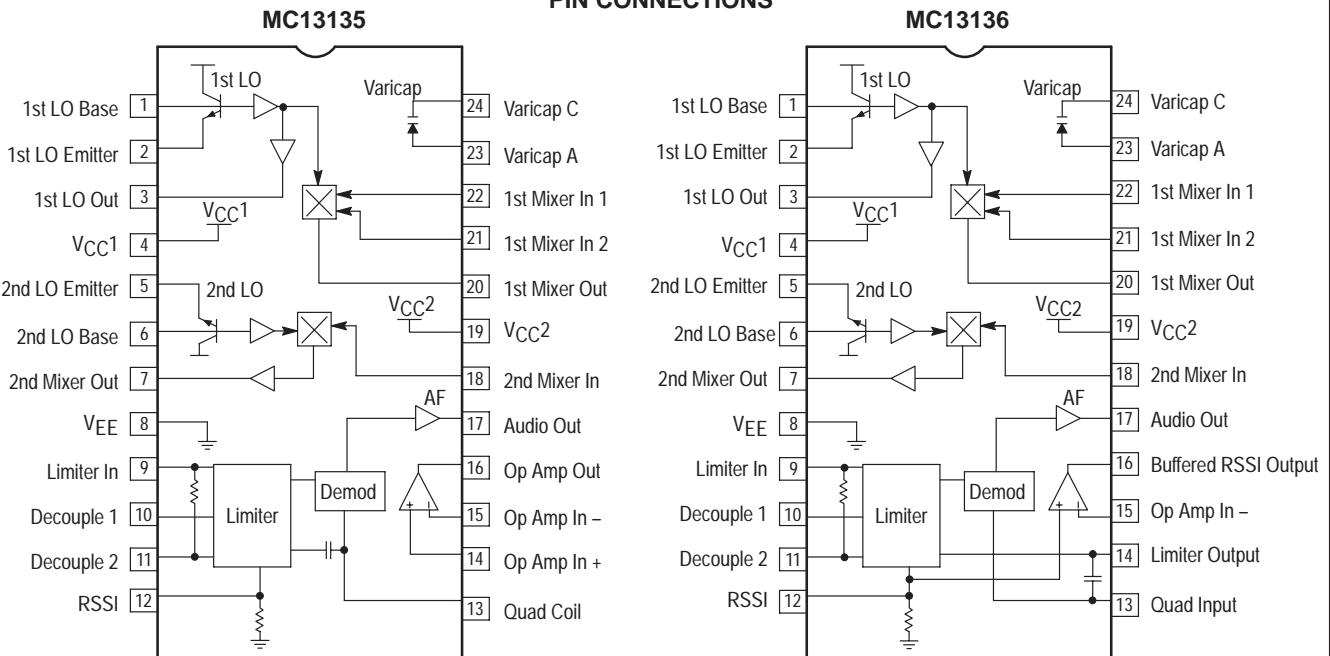 PIN CONNECTIONS
MC13135
1st LO
Varicap
1st LO Base 1
1st LO Emitter 2
1st LO Out 3
VCC1
VCC1 4
2nd LO Emitter 5
2nd LO
2nd LO Base 6
2nd Mixer Out 7
VEE 8
Limiter In 9
Decouple 1 10
Decouple 2 11
RSSI 12
Limiter
Demod
AF
VCC2
+ –
24 Varicap C
23 Varicap A
22 1st Mixer In 1
21 1st Mixer In 2
20 1st Mixer Out
19 VCC2
18 2nd Mixer In
17 Audio Out
16 Op Amp Out
15 Op Amp In –
14 Op Amp In +
13 Quad Coil
MC13136
1st LO
Varicap
1st LO Base 1
1st LO Emitter 2
1st LO Out 3
VCC1
VCC1 4
2nd LO Emitter 5
2nd LO
2nd LO Base 6
2nd Mixer Out 7
VEE 8
Limiter In 9
Decouple 1 10
Decouple 2 11
RSSI 12
Limiter
Demod
AF
VCC2
+ –
24 Varicap C
23 Varicap A
22 1st Mixer In 1
21 1st Mixer In 2
20 1st Mixer Out
19 VCC2
18 2nd Mixer In
17 Audio Out
16 Buffered RSSI Output
15 Op Amp In –
14 Limiter Output
13 Quad Input